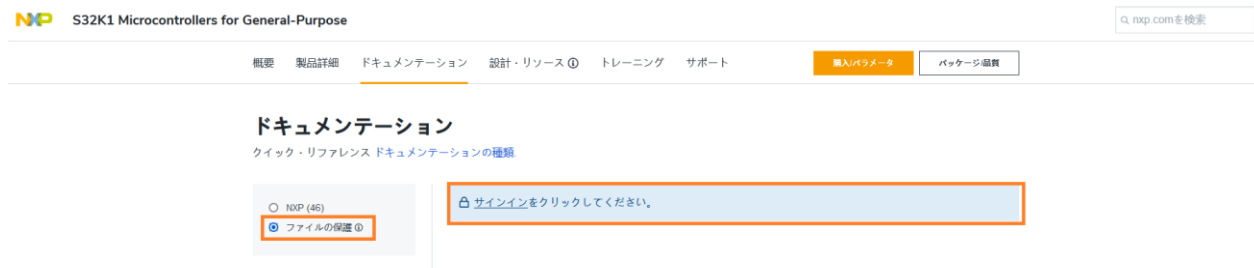 NXP S32K1 Microcontrollers for General-Purpose
nxp.comを検索
概要 製品詳細 ドキュメンテーション 設計・リソース トレーニング サポート 購入/パラメータ パッケージ/品質
ドキュメンテーション
クイック・リファレンス ドキュメンテーションの種類
NXP (46)
サインインをクリックしてください。
ファイルの保護